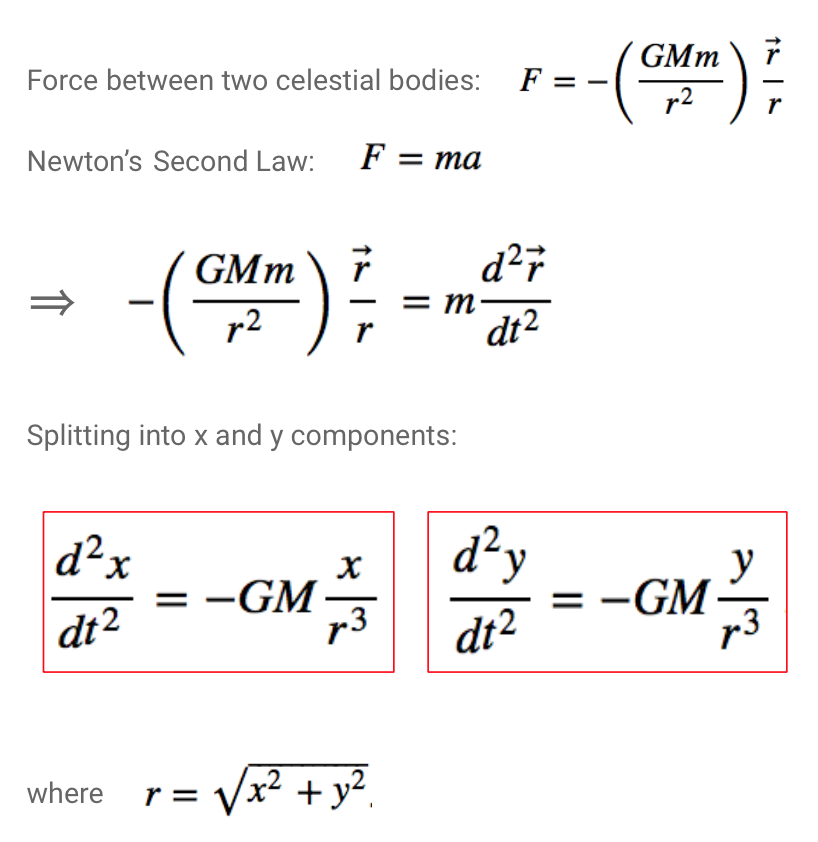 Force between two celestial bodies: $F = -\left(\frac{GMm}{r^2}\right)\frac{\vec{r}}{r}$
Newton’s Second Law: $F = ma$
$\Rightarrow -\left(\frac{GMm}{r^2}\right)\frac{\vec{r}}{r} = m\frac{d^2\vec{r}}{dt^2}$
Splitting into x and y components:
$\frac{d^2x}{dt^2} = -GM\frac{x}{r^3}$ $\frac{d^2y}{dt^2} = -GM\frac{y}{r^3}$
where $r = \sqrt{x^2 + y^2}$.